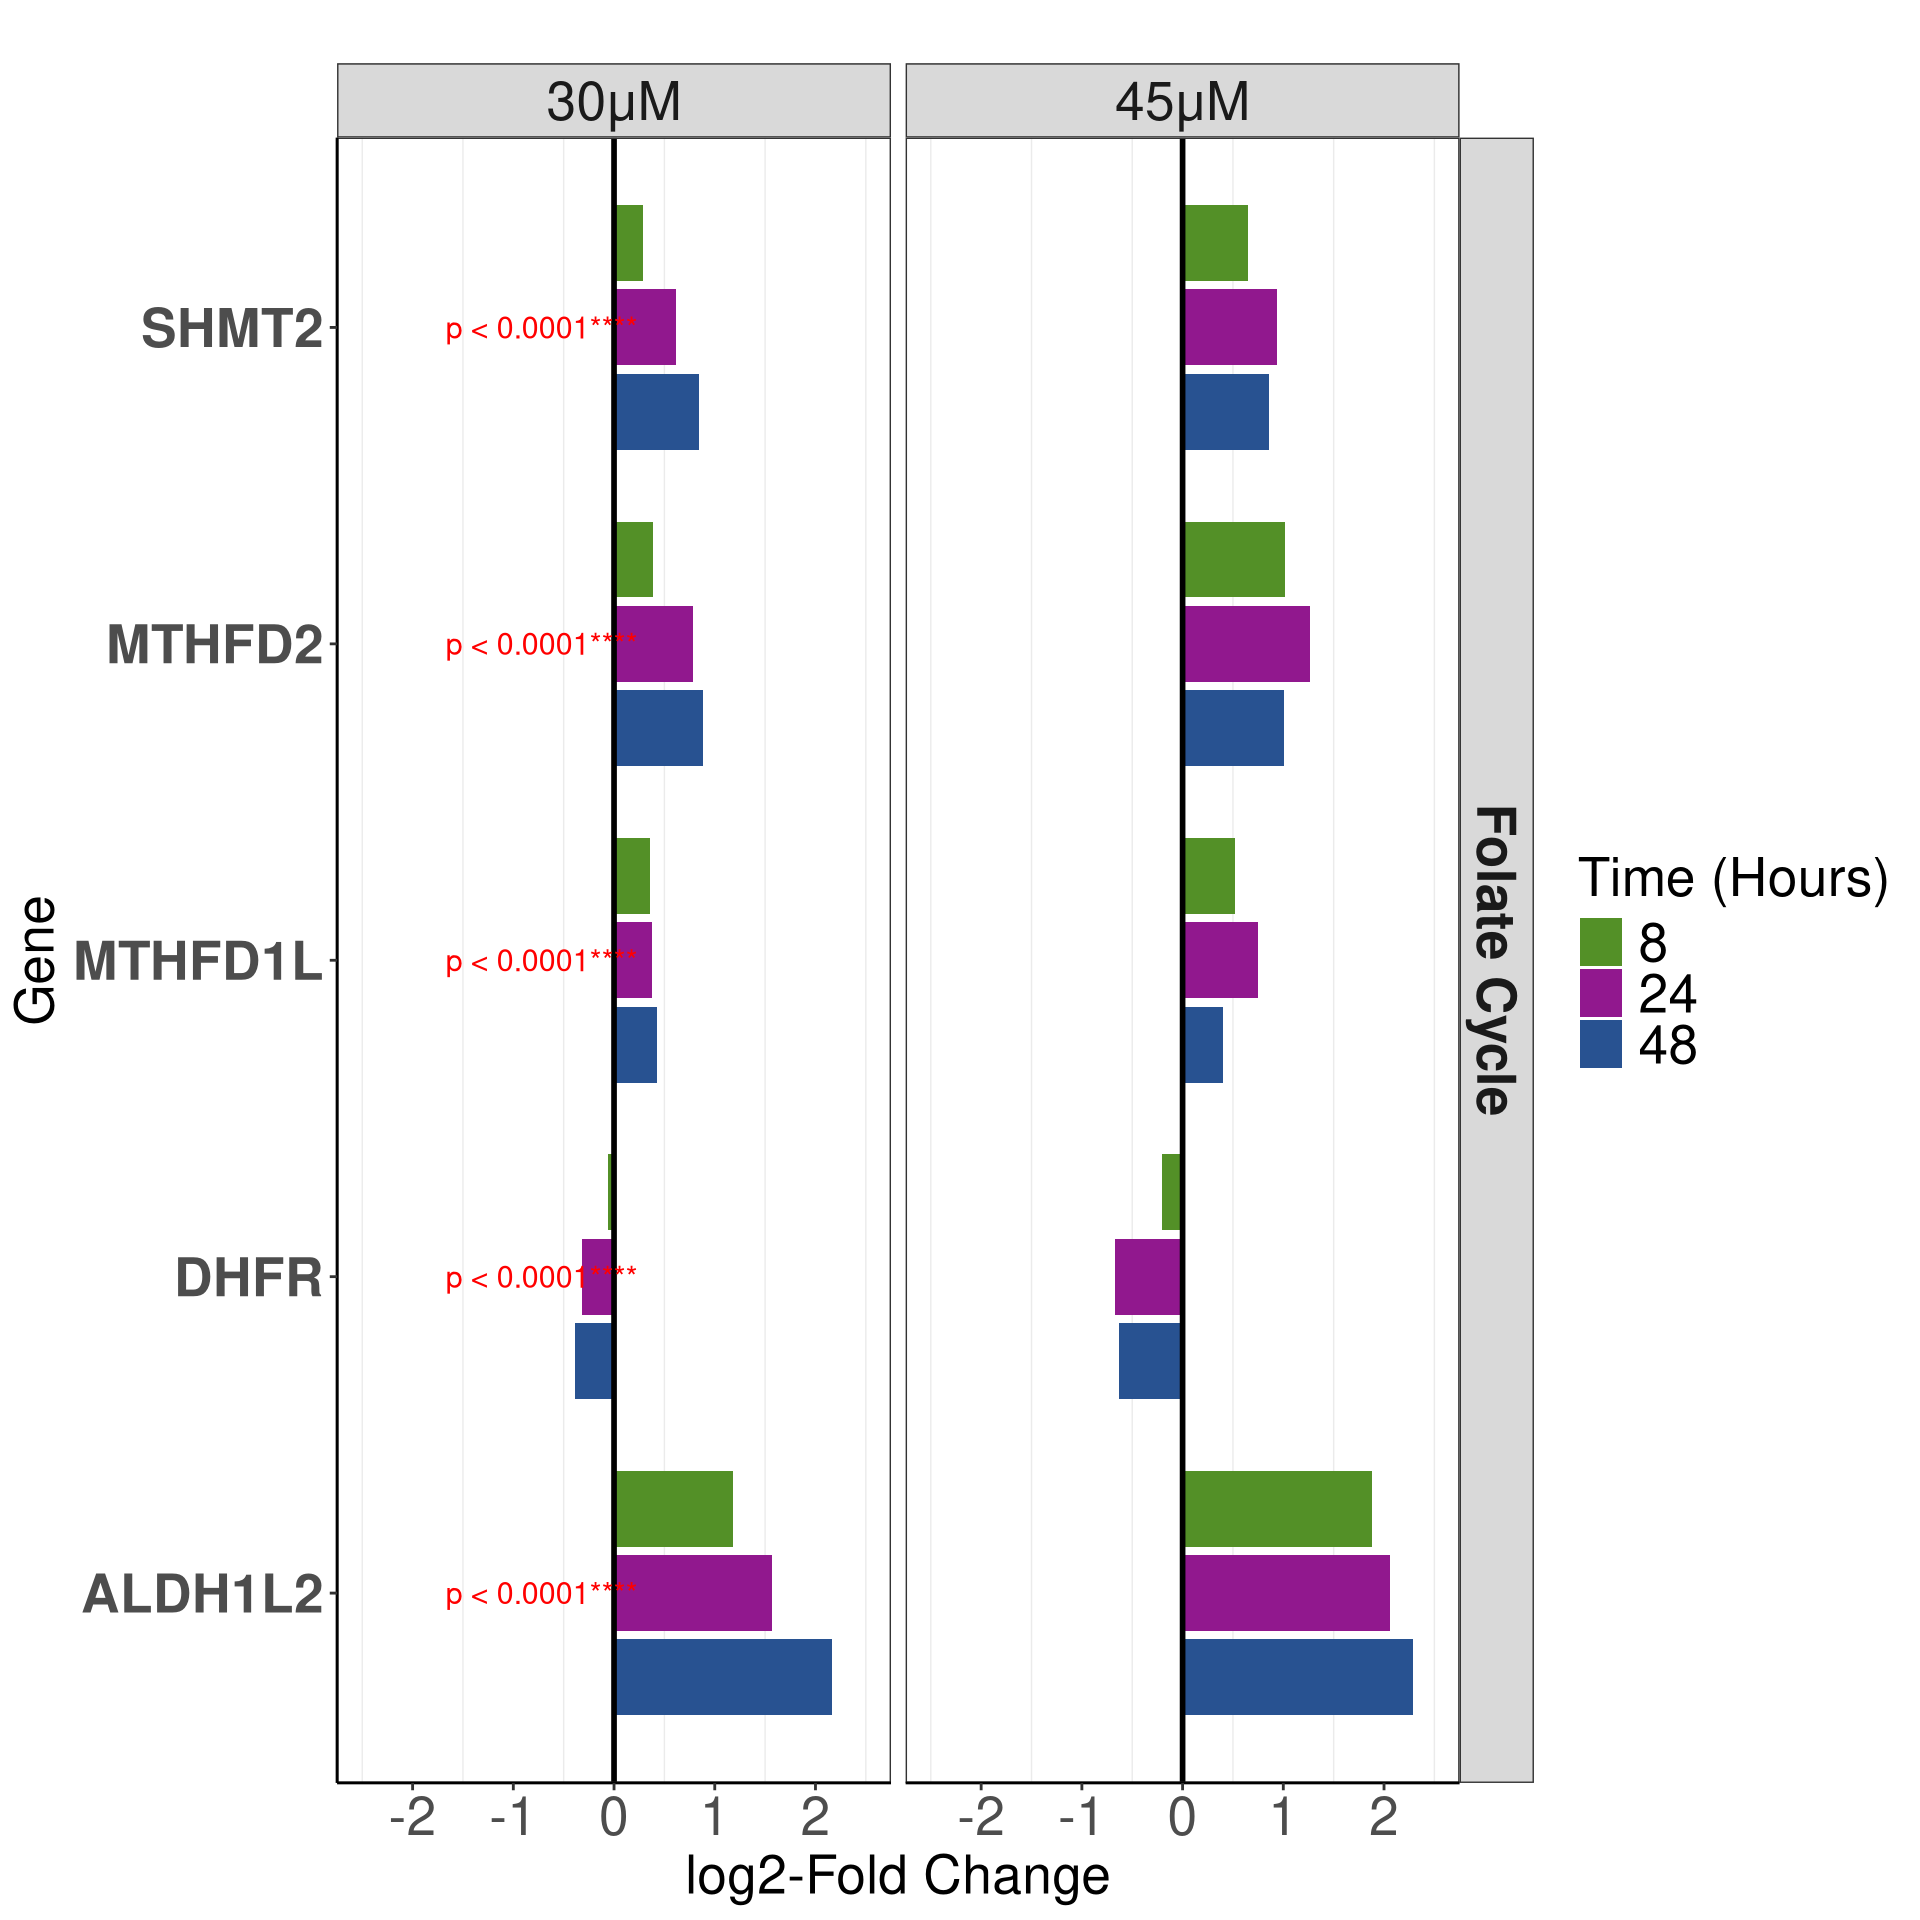 30µM
45µM
SHMT2
p < 0.0001****
MTHFD2
p < 0.0001****
MTHFD1L
p < 0.0001****
DHFR
p < 0.0001****
ALDH1L2
p < 0.0001****
Gene
Folate Cycle
Time (Hours)
8
24
48
-2 -1 0 1 2
-2 -1 0 1 2
log2-Fold Change